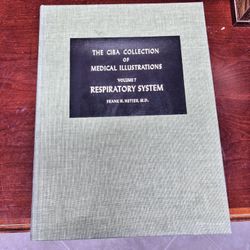 THE CIBA COLLECTION
OF
MEDICAL ILLUSTRATIONS
VOLUME 7
RESPIRATORY SYSTEM
FRANK H. NETTER, M.D.